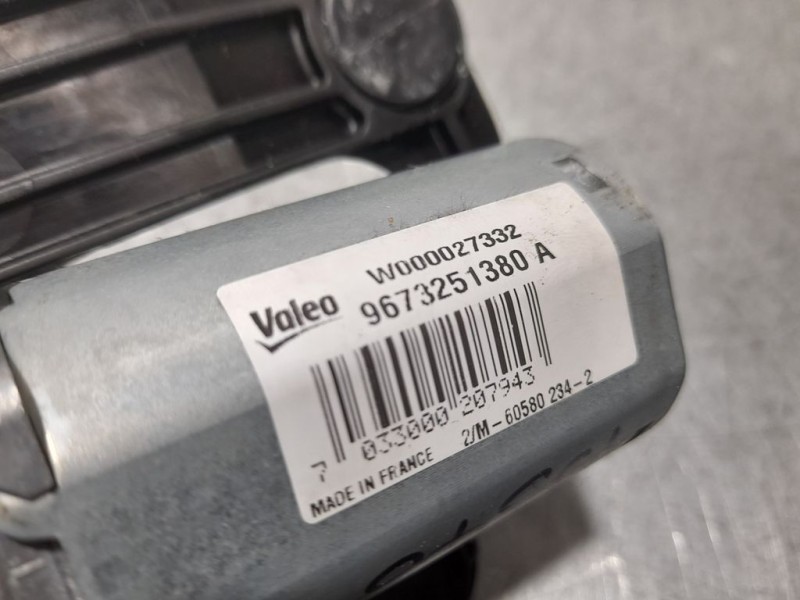 W000027332
Valeo 9673251380 A
7 033000 207943
MADE IN FRANCE 2/M-60580 234-2